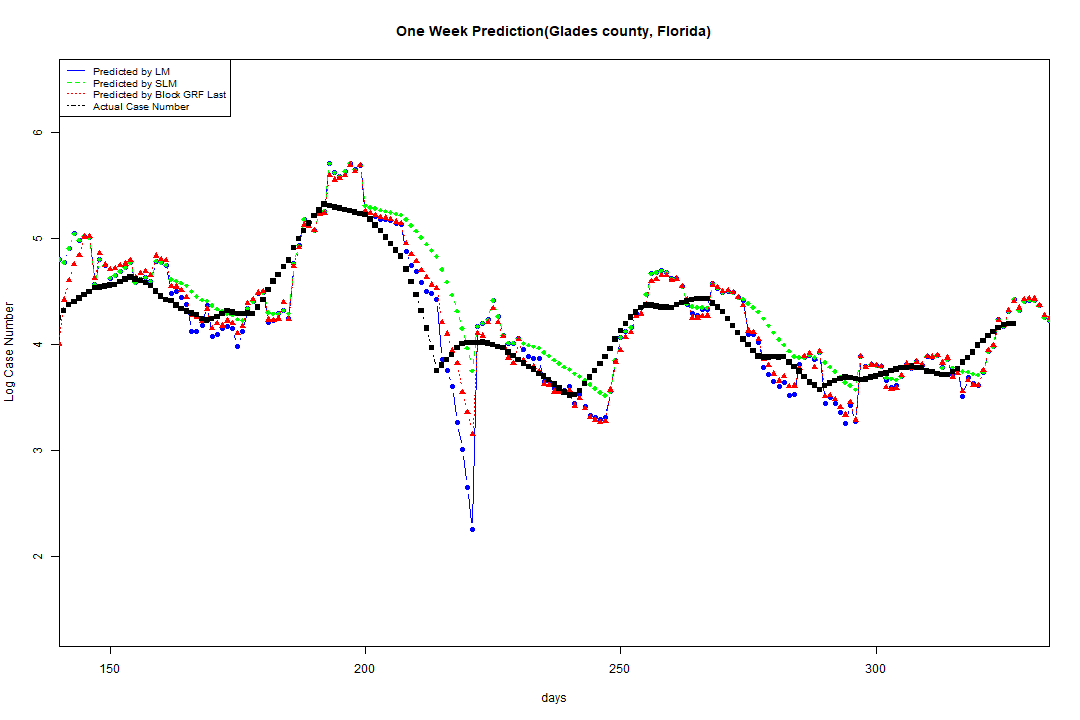 One Week Prediction(Glades county, Florida)
Predicted by LM
Predicted by SLM
Predicted by Block GRF Last
Actual Case Number
6
5
4
3
2
Log Case Number
150 200 250 300
days